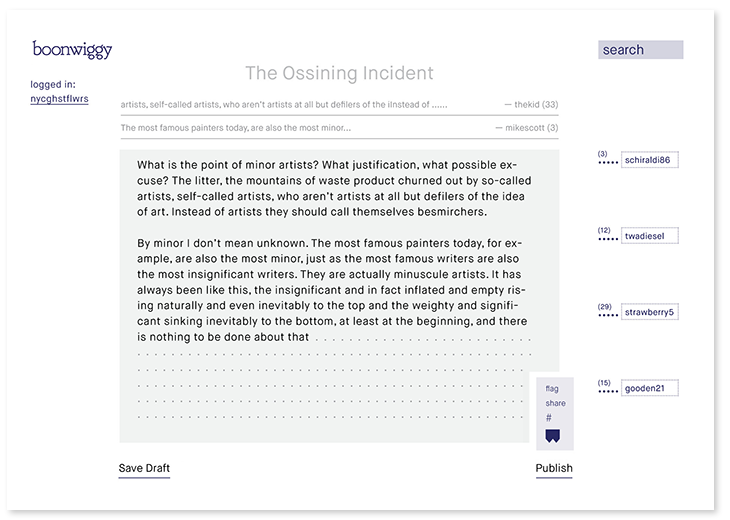 boonwiggy
search
The Ossining Incident
logged in:
nycghstflwrs
artists, self-called artists, who aren't artists at all but defilers of the iInstead of ...... — thekid (33)
The most famous painters today, are also the most minor... — mikescott (3)
What is the point of minor artists? What justification, what possible ex-
cuse? The litter, the mountains of waste product churned out by so-called
artists, self-called artists, who aren't artists at all but defilers of the idea
of art. Instead of artists they should call themselves besmirchers.
By minor I don't mean unknown. The most famous painters today, for ex-
ample, are also the most minor, just as the most famous writers are also
the most insignificant writers. They are actually minuscule artists. It has
always been like this, the insignificant and in fact inflated and empty ris-
ing naturally and even inevitably to the top and the weighty and signifi-
cant sinking inevitably to the bottom, at least at the beginning, and there
is nothing to be done about that
(3) schiraldi86
(12) twadiesel
(29) strawberry5
(15) gooden21
flag
share
#
Save Draft
Publish